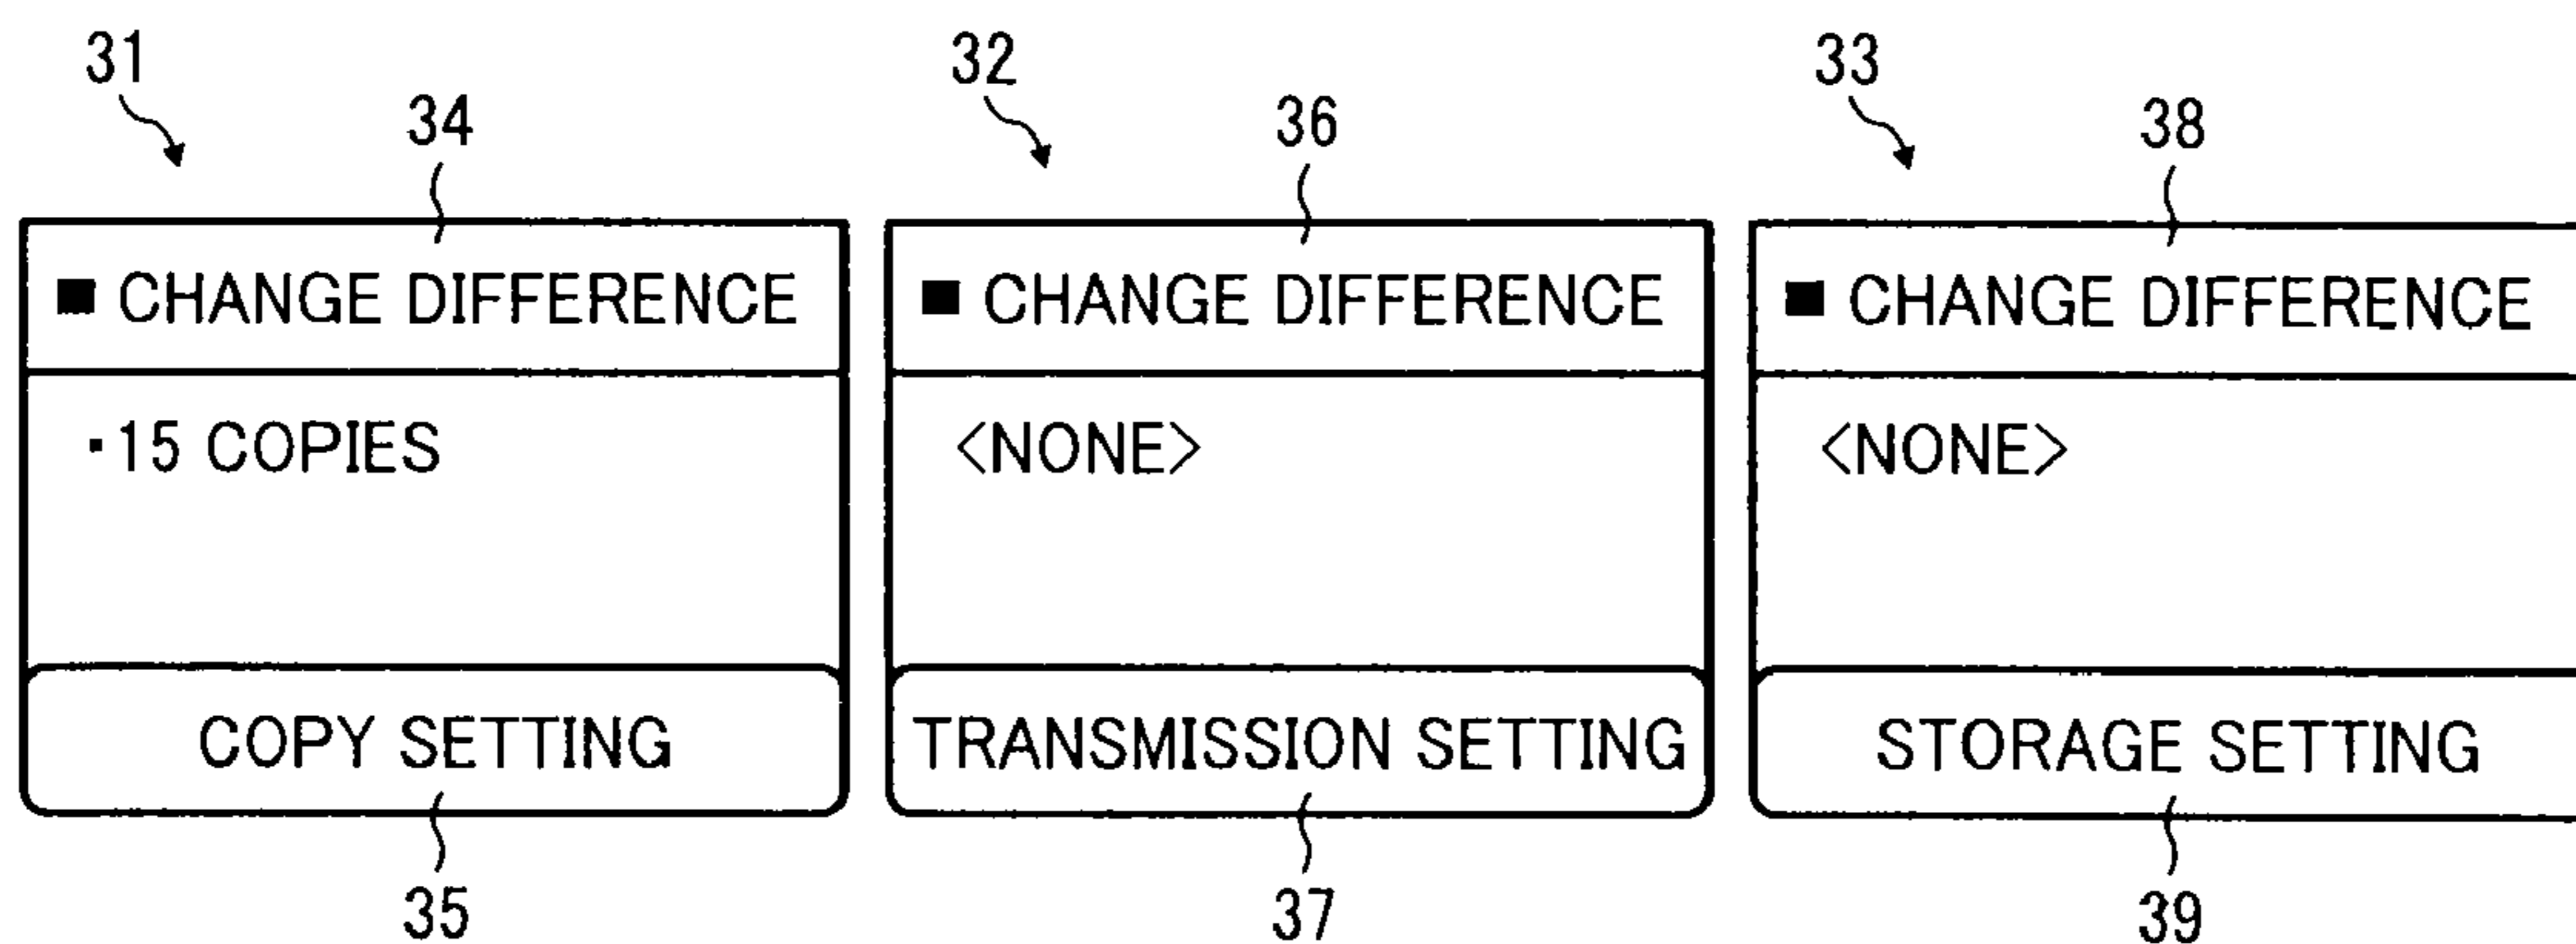 31
32
33
34
36
38
■ CHANGE DIFFERENCE
■ CHANGE DIFFERENCE
■ CHANGE DIFFERENCE
・15 COPIES
<NONE>
<NONE>
COPY SETTING
TRANSMISSION SETTING
STORAGE SETTING
35
37
39